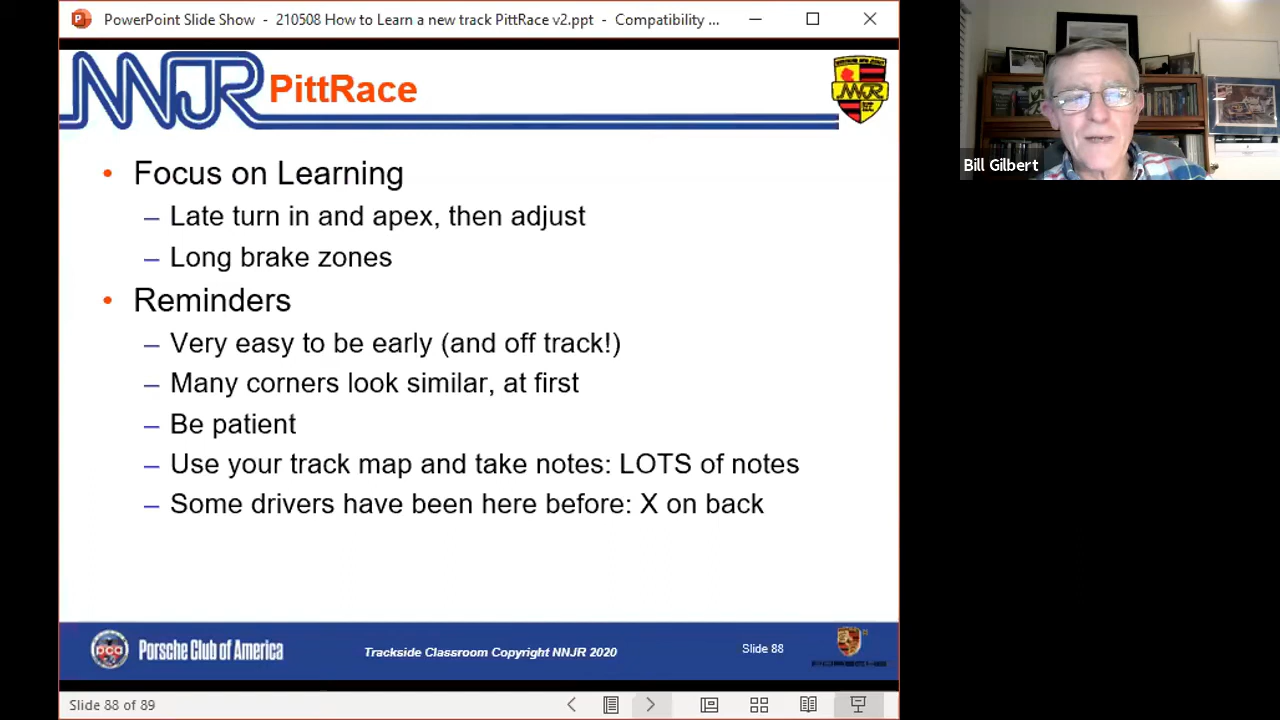 PowerPoint Slide Show - 210508 How to Learn a new track PittRace v2.ppt - Compatibility ...
NNJR PittRace
Focus on Learning
– Late turn in and apex, then adjust
– Long brake zones
Reminders
– Very easy to be early (and off track!)
– Many corners look similar, at first
– Be patient
– Use your track map and take notes: LOTS of notes
– Some drivers have been here before: X on back
pca Porsche Club of America
Trackside Classroom Copyright NNJR 2020
Slide 88
Slide 88 of 89
Bill Gilbert